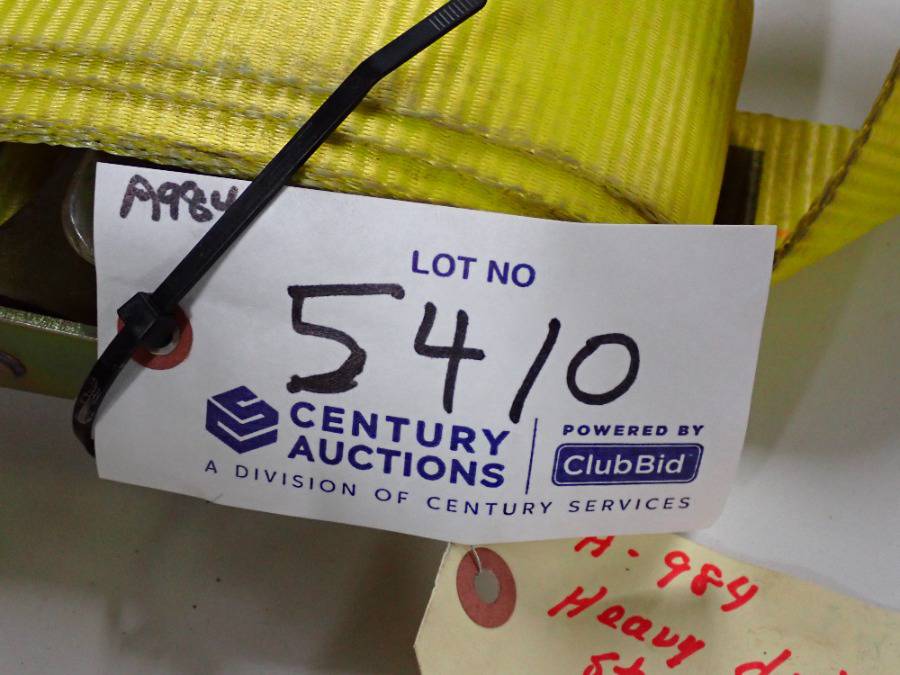 A984
LOT NO
5410
CENTURY
AUCTIONS
A DIVISION OF CENTURY SERVICES
POWERED BY
ClubBid
A-984
Heavy